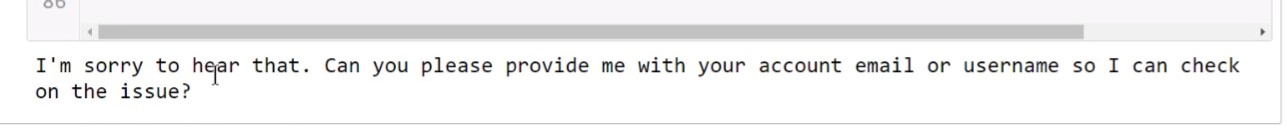 86
I'm sorry to hear that. Can you please provide me with your account email or username so I can check
on the issue?